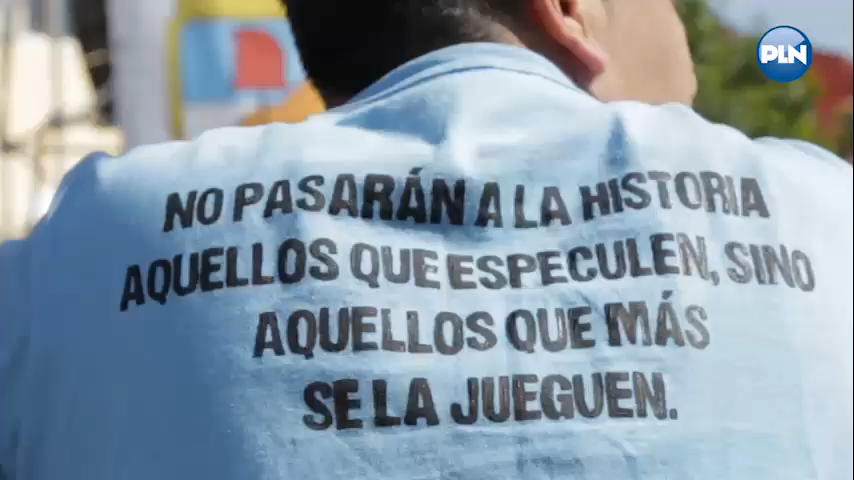 PLN
NO PASARÁN A LA HISTORIA
AQUELLOS QUE ESPECULEN, SINO
AQUELLOS QUE MÁS
SE LA JUEGUEN.